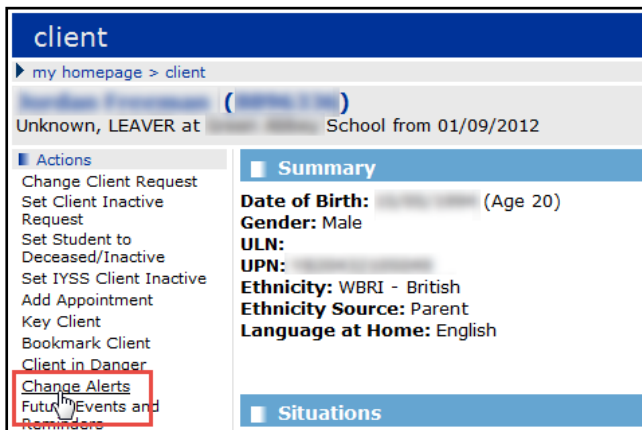 client
my homepage > client
( )
Unknown, LEAVER at School from 01/09/2012
Actions
Change Client Request
Set Client Inactive
Request
Set Student to
Deceased/Inactive
Set IYSS Client Inactive
Add Appointment
Key Client
Bookmark Client
Client in Danger
Change Alerts
Future Events and
Reminders
Summary
Date of Birth: (Age 20)
Gender: Male
ULN:
UPN:
Ethnicity: WBRI - British
Ethnicity Source: Parent
Language at Home: English
Situations